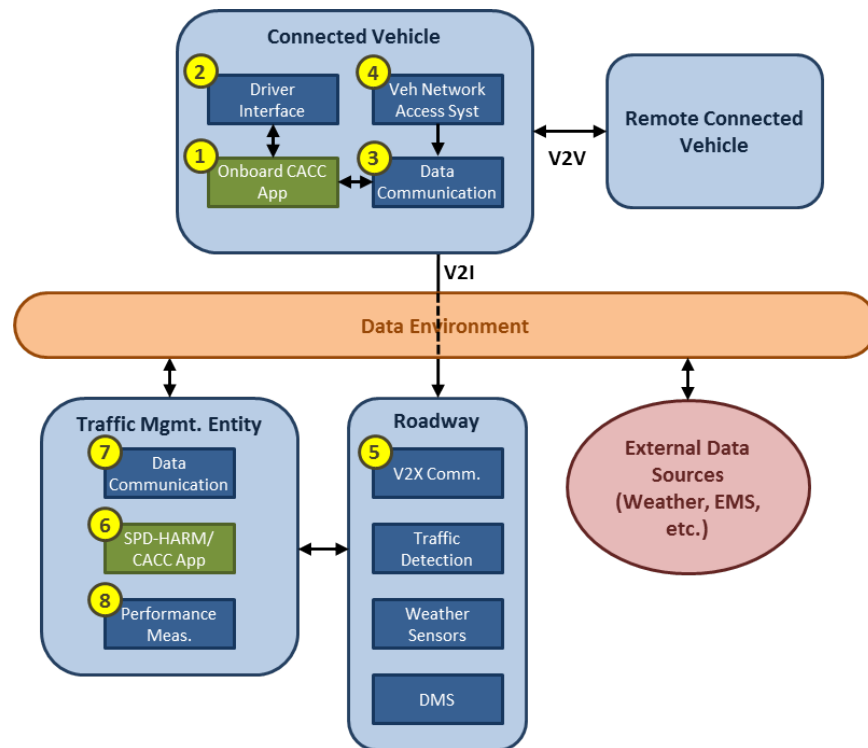 Connected Vehicle
2
Driver
Interface
4
Veh Network
Access Syst
1
Onboard CACC
App
3
Data
Communication
V2V
Remote Connected
Vehicle
V2I
Data Environment
Traffic Mgmt. Entity
7
Data
Communication
6
SPD-HARM/
CACC App
8
Performance
Meas.
Roadway
5
V2X Comm.
Traffic
Detection
Weather
Sensors
DMS
External Data
Sources
(Weather, EMS,
etc.)